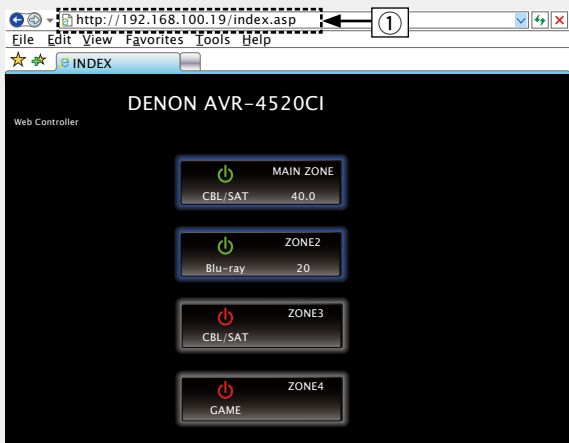 http://192.168.100.19/index.asp
①
File Edit View Favorites Tools Help
INDEX
DENON AVR-4520CI
Web Controller
MAIN ZONE
CBL/SAT 40.0
ZONE2
Blu-ray 20
ZONE3
CBL/SAT
ZONE4
GAME